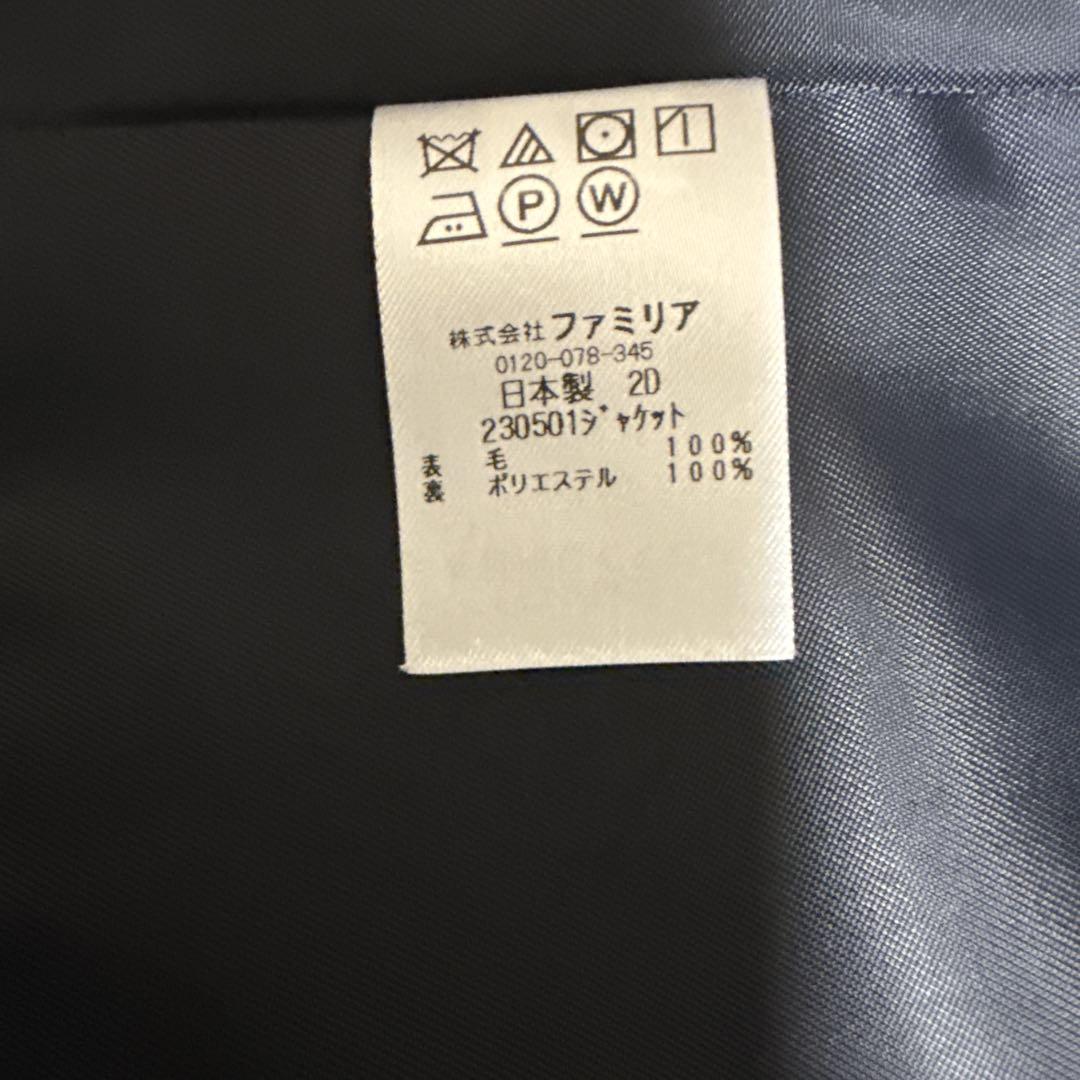 P W
株式会社ファミリア
0120-078-345
日本製 2D
230501ｼﾞｬｹｯﾄ
表 毛 100%
裏 ポリエステル 100%